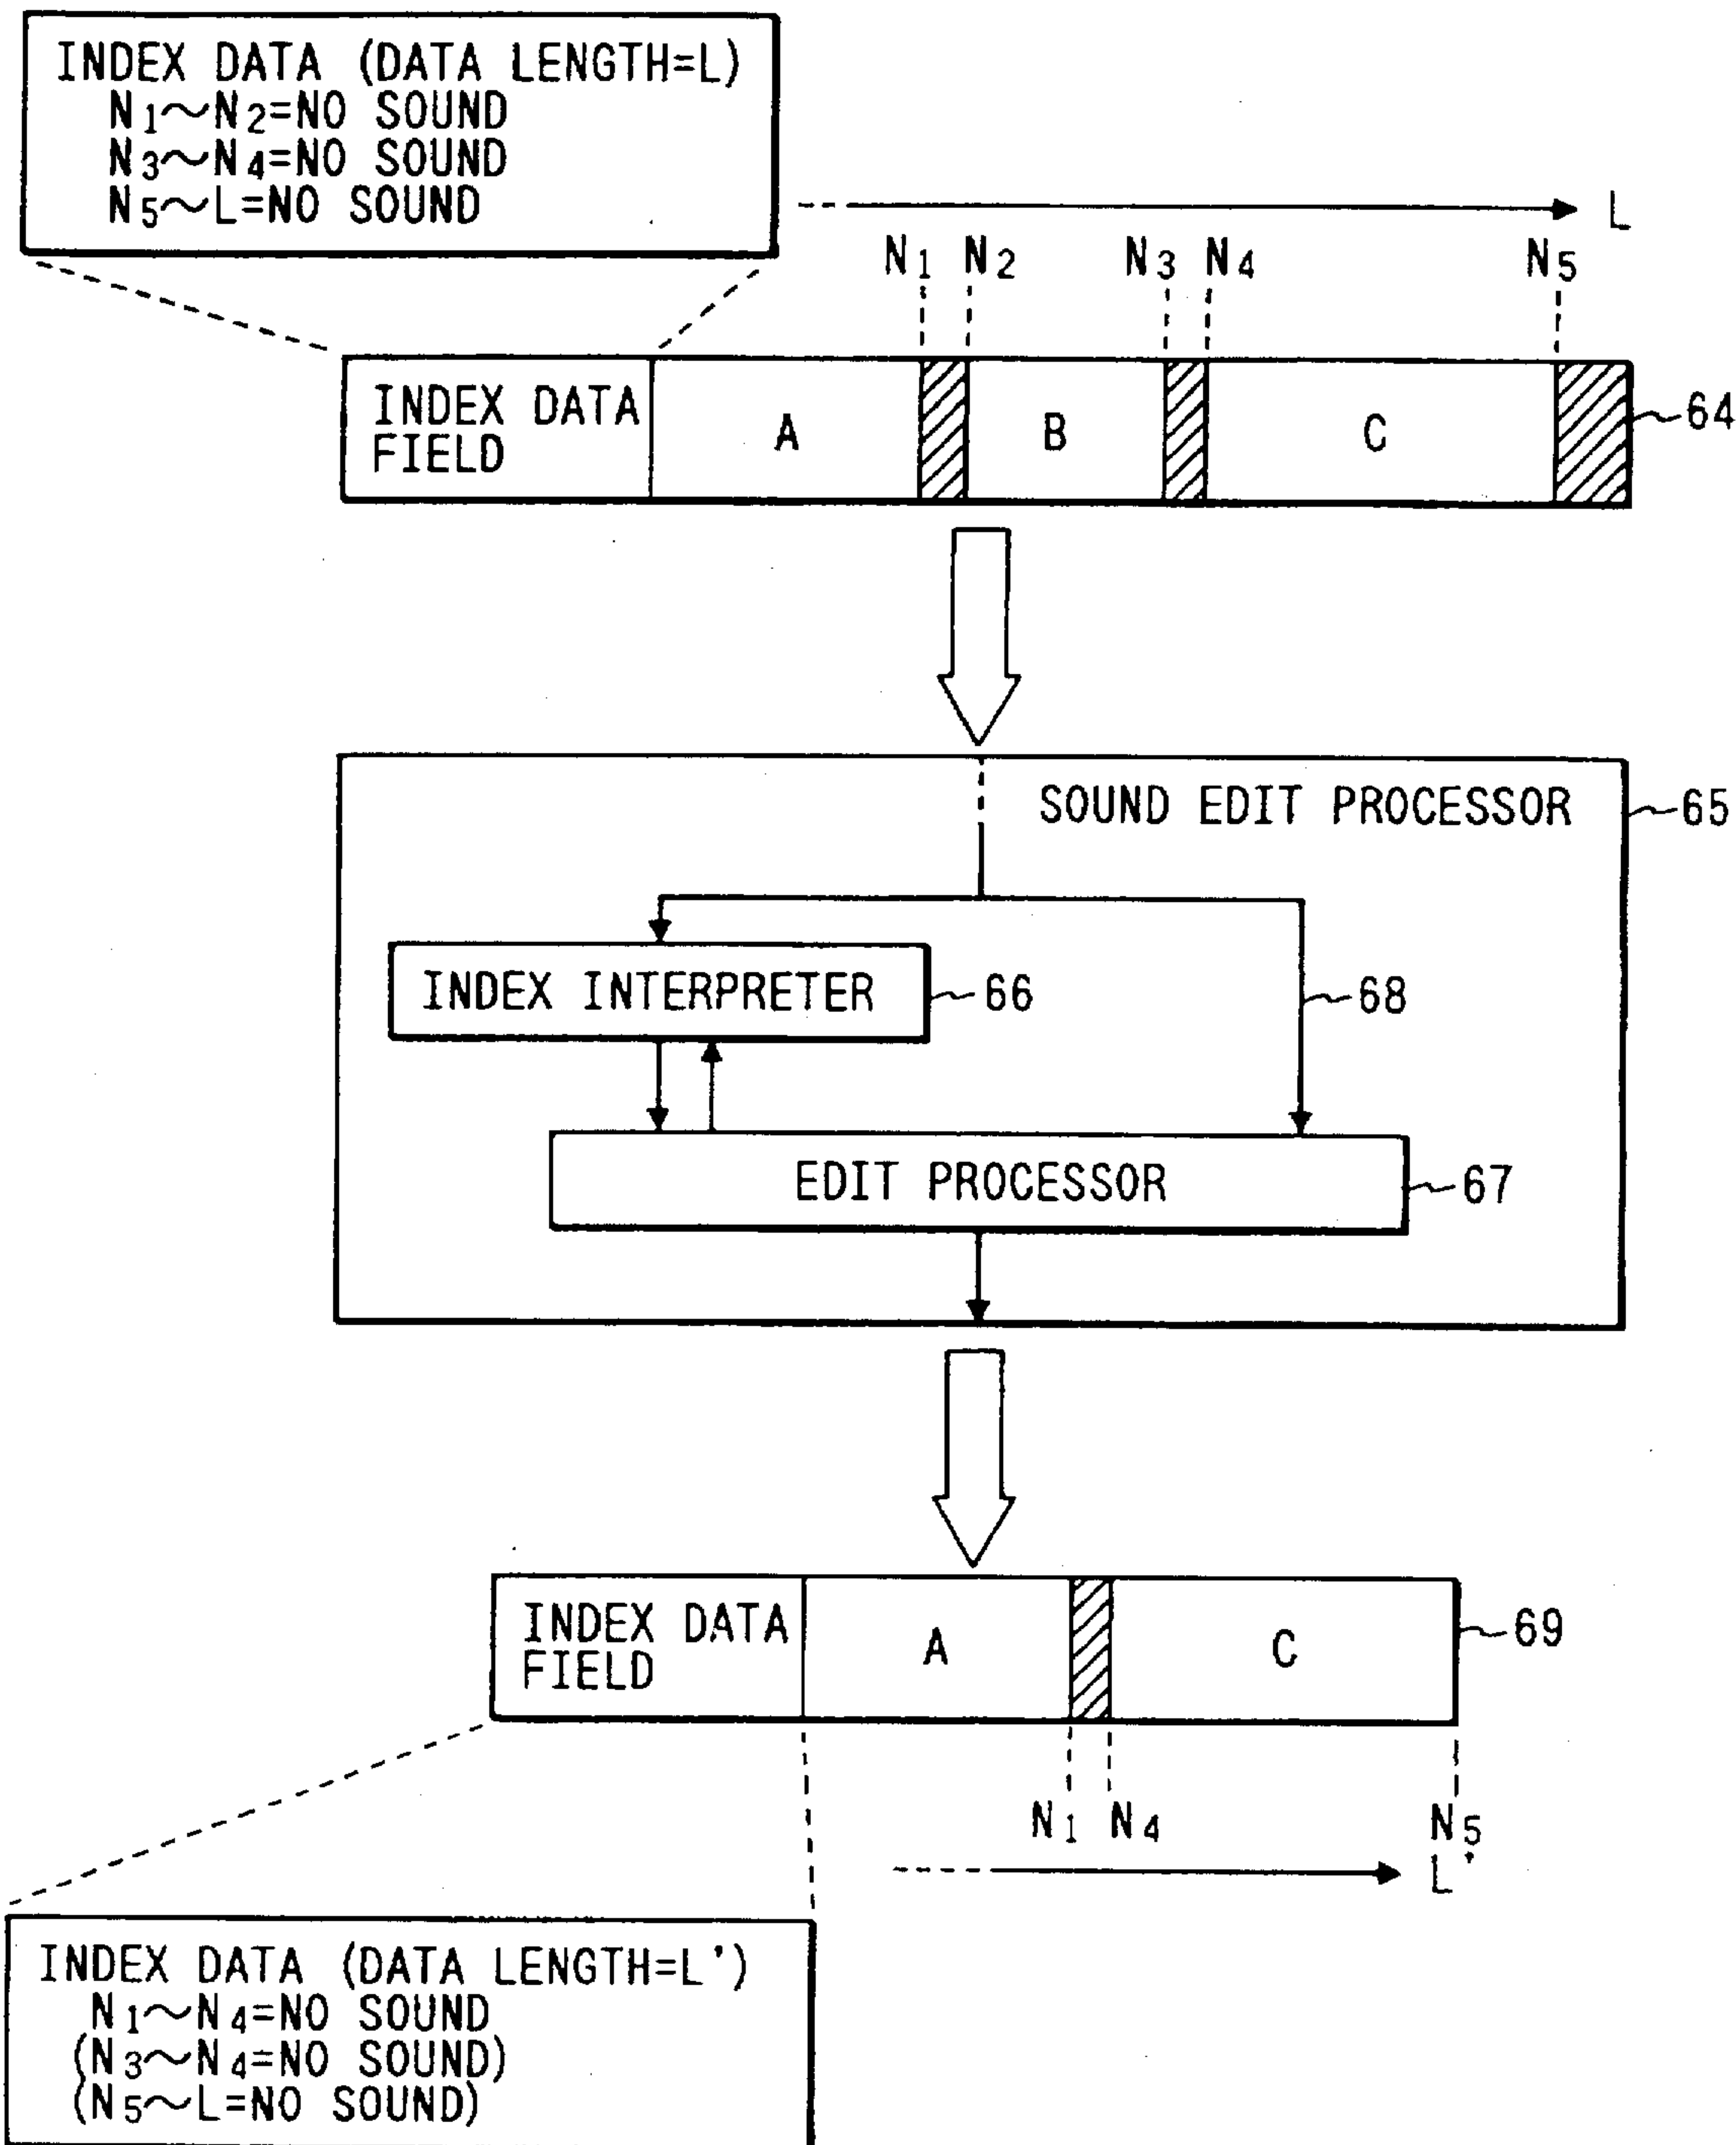 INDEX DATA (DATA LENGTH=L)
N1~N2=NO SOUND
N3~N4=NO SOUND
N5~L=NO SOUND
L
N1 N2 N3 N4 N5
INDEX DATA
FIELD
A
B
C
64
SOUND EDIT PROCESSOR
65
INDEX INTERPRETER
66
68
EDIT PROCESSOR
67
INDEX DATA
FIELD
A
C
69
N1 N4 N5
L'
INDEX DATA (DATA LENGTH=L')
N1~N4=NO SOUND
(N3~N4=NO SOUND)
(N5~L=NO SOUND)